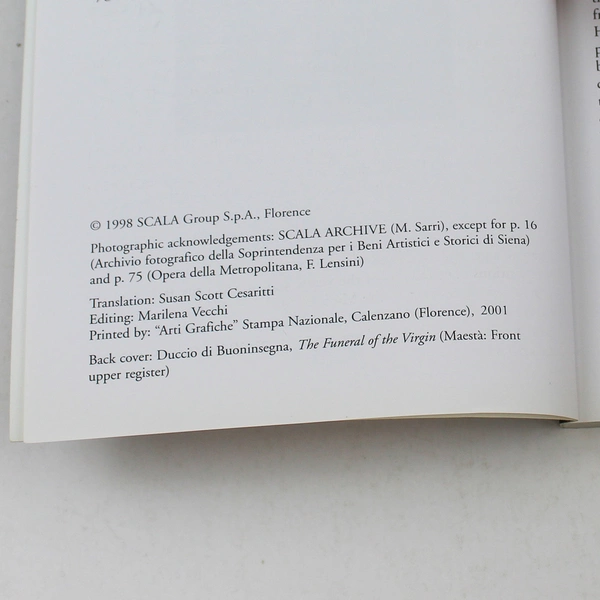 © 1998 SCALA Group S.p.A., Florence
Photographic acknowledgements: SCALA ARCHIVE (M. Sarri), except for p. 16
(Archivio fotografico della Soprintendenza per i Beni Artistici e Storici di Siena)
and p. 75 (Opera della Metropolitana, F. Lensini)
Translation: Susan Scott Cesaritti
Editing: Marilena Vecchi
Printed by: “Arti Grafiche” Stampa Nazionale, Calenzano (Florence), 2001
Back cover: Duccio di Buoninsegna, The Funeral of the Virgin (Maestà: Front
upper register)